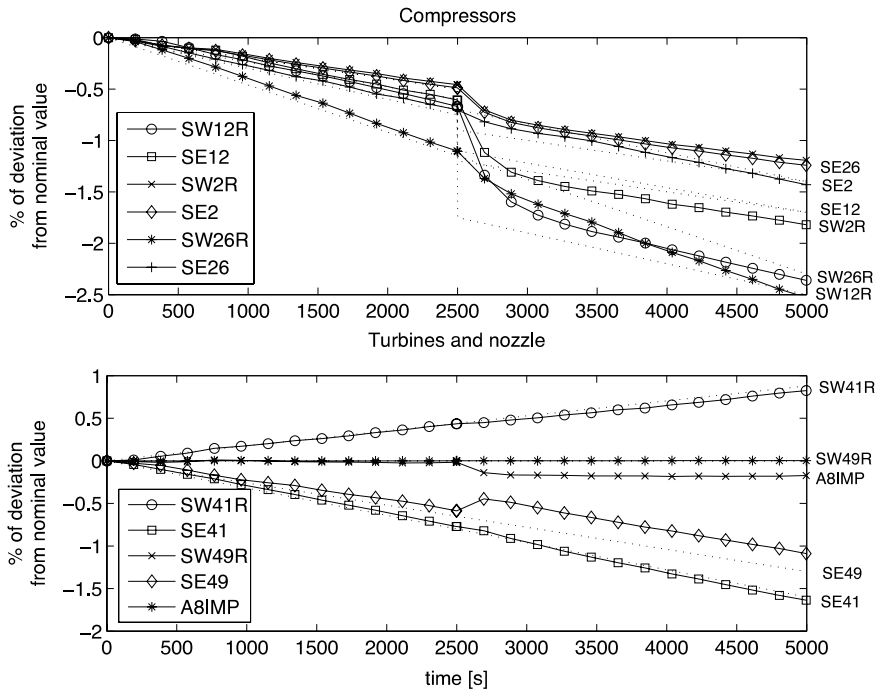 Compressors
% of deviation
from nominal value
0
−0.5
−1
−1.5
−2
−2.5
SW12R
SE12
SW2R
SE2
SW26R
SE26
SE26
SE2
SE12
SW2R
SW26R
SW12R
0 500 1000 1500 2000 2500 3000 3500 4000 4500 5000
Turbines and nozzle
% of deviation
from nominal value
1
0.5
0
−0.5
−1
−1.5
−2
SW41R
SE41
SW49R
SE49
A8IMP
SW41R
SW49R
A8IMP
SE49
SE41
0 500 1000 1500 2000 2500 3000 3500 4000 4500 5000
time [s]